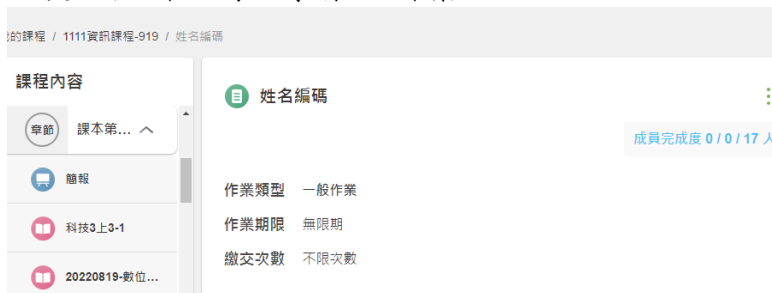 的課程 / 1111資訊課程-919 / 姓名編碼
課程內容
章節 課本第...
簡報
科技3上3-1
20220819-數位...
姓名編碼
成員完成度 0 / 0 / 17 人
作業類型 一般作業
作業期限 無限期
繳交次數 不限次數